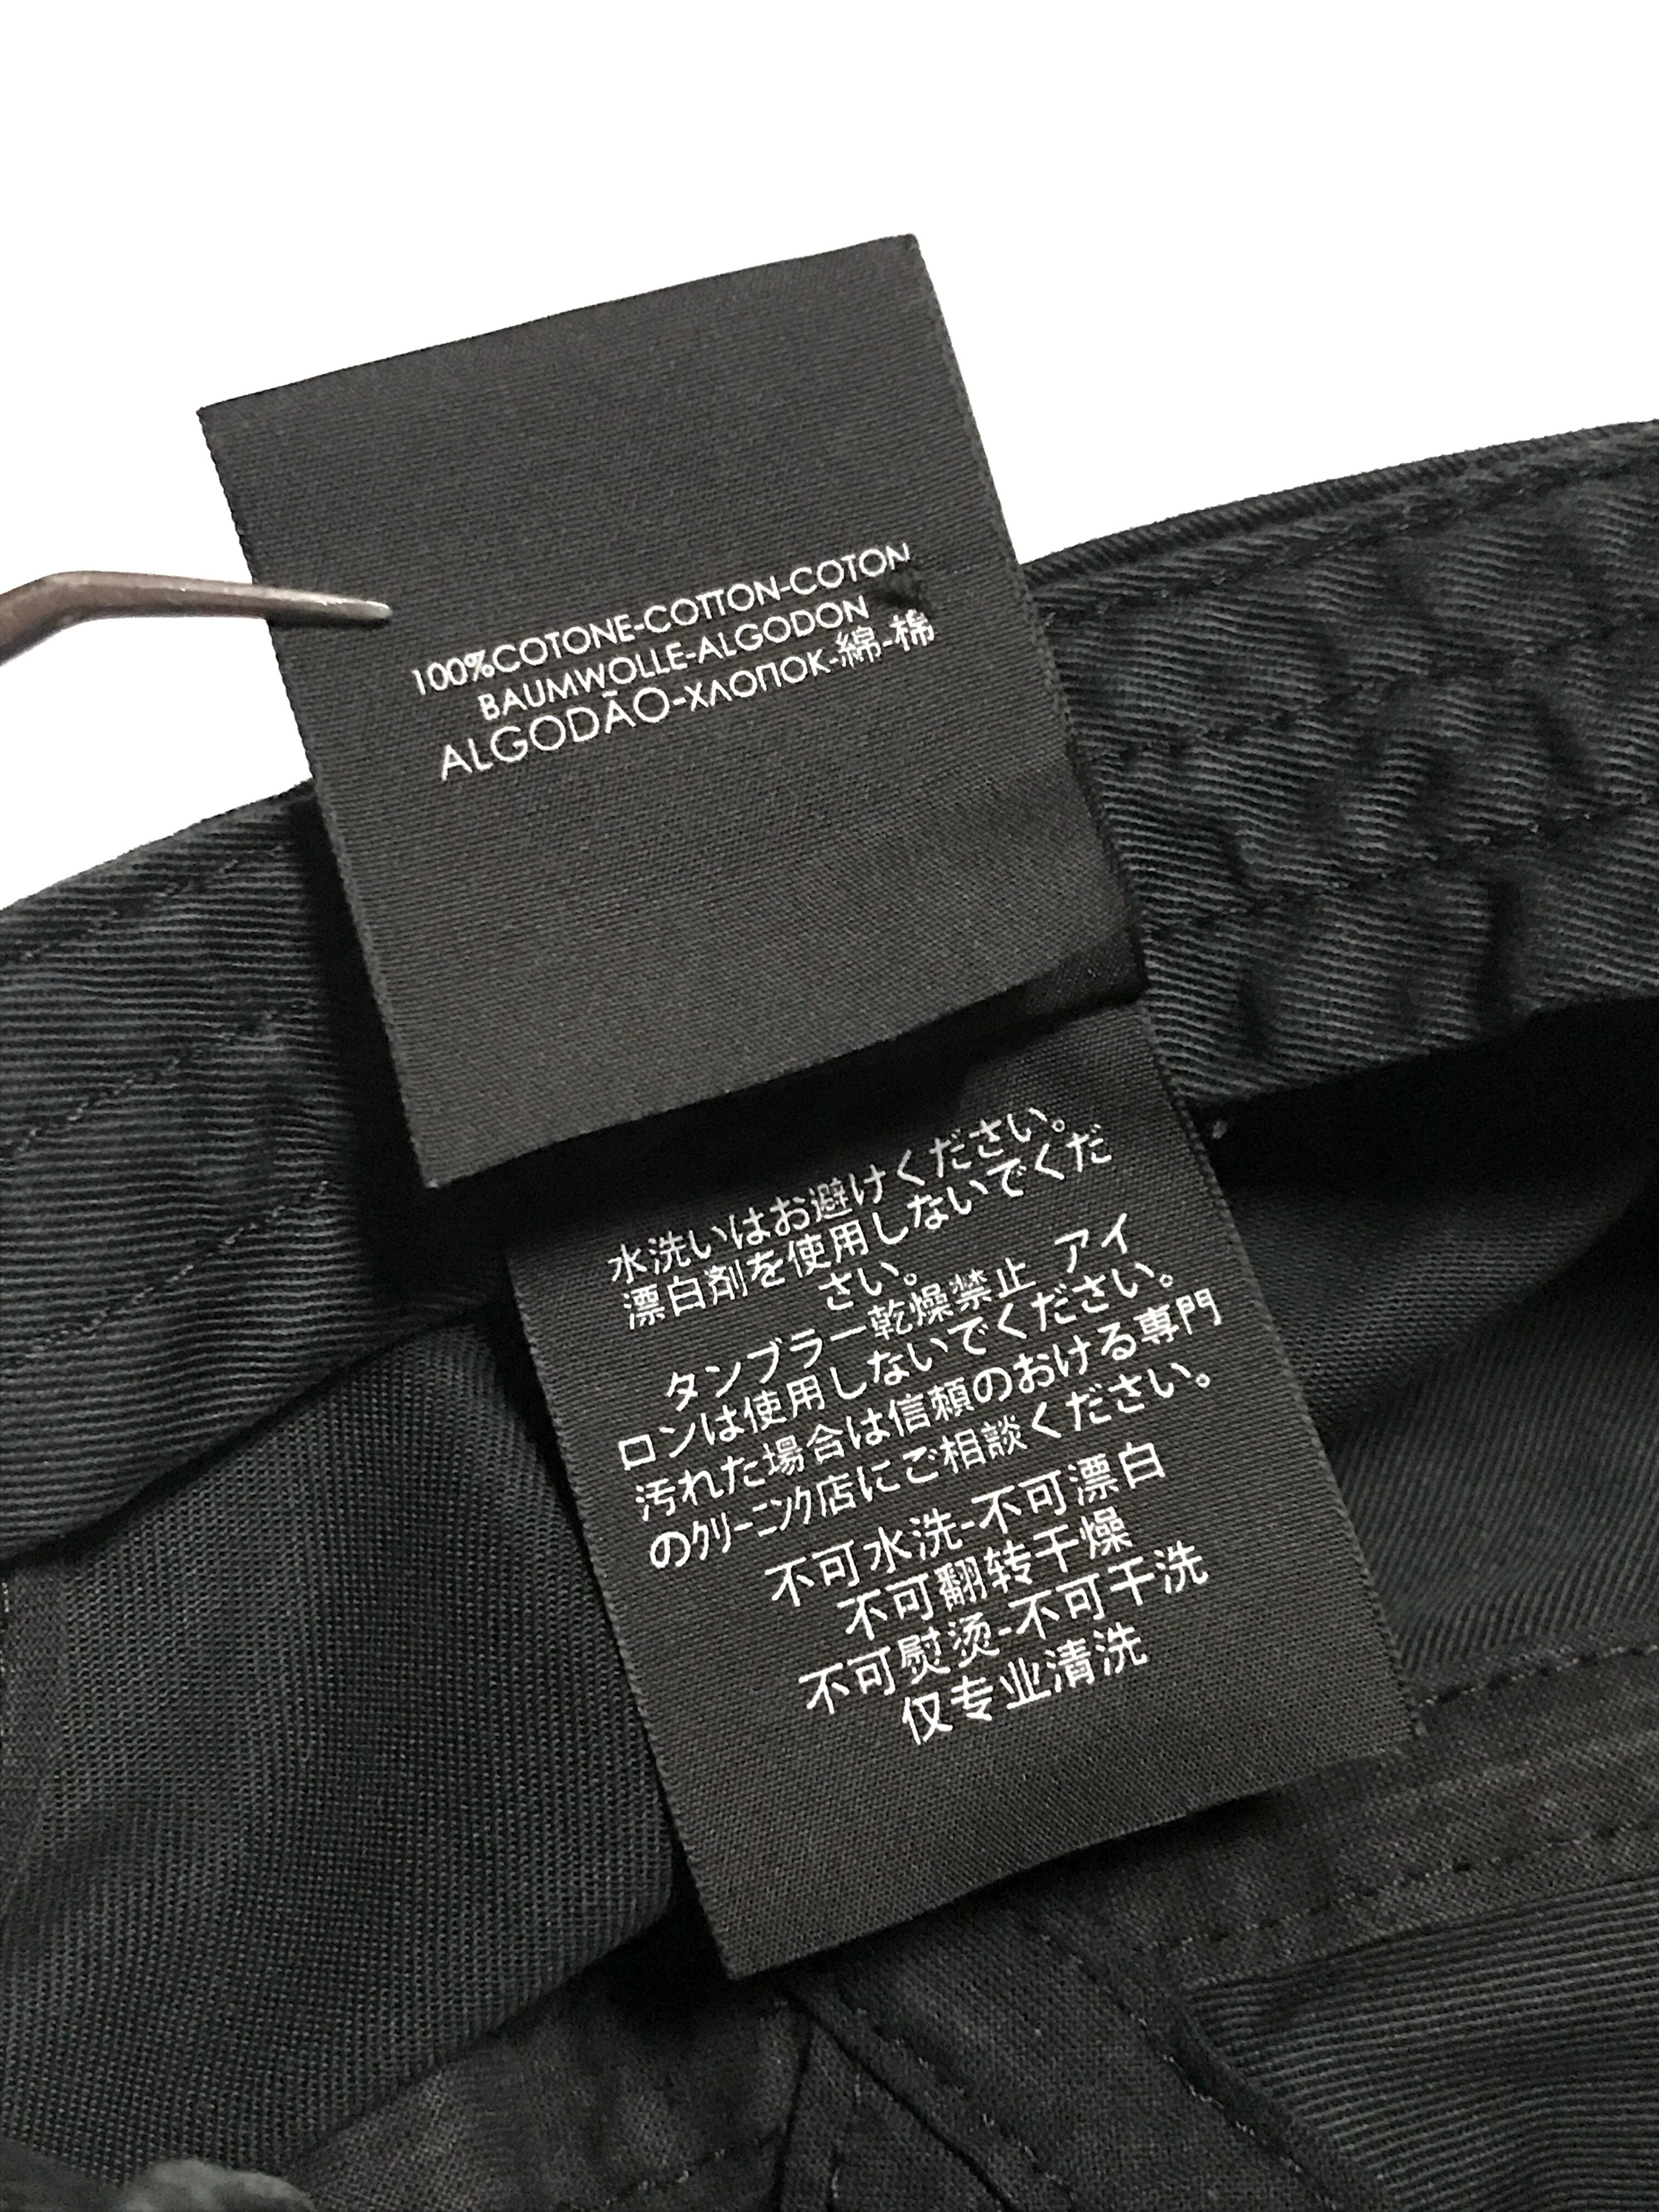 100%COTONE-COTTON-COTON
BAUMWOLLE-ALGODON
ALGODÃO-ХЛОПОК-綿-棉
水洗いはお避けください。
漂白剤を使用しないでくだ
さい。
タンブラー乾燥禁止 アイ
ロンは使用しないでください。
汚れた場合は信頼のおける専門
のクリーニング店にご相談ください。
不可水洗-不可漂白
不可翻转干燥
不可熨烫-不可干洗
仅专业清洗